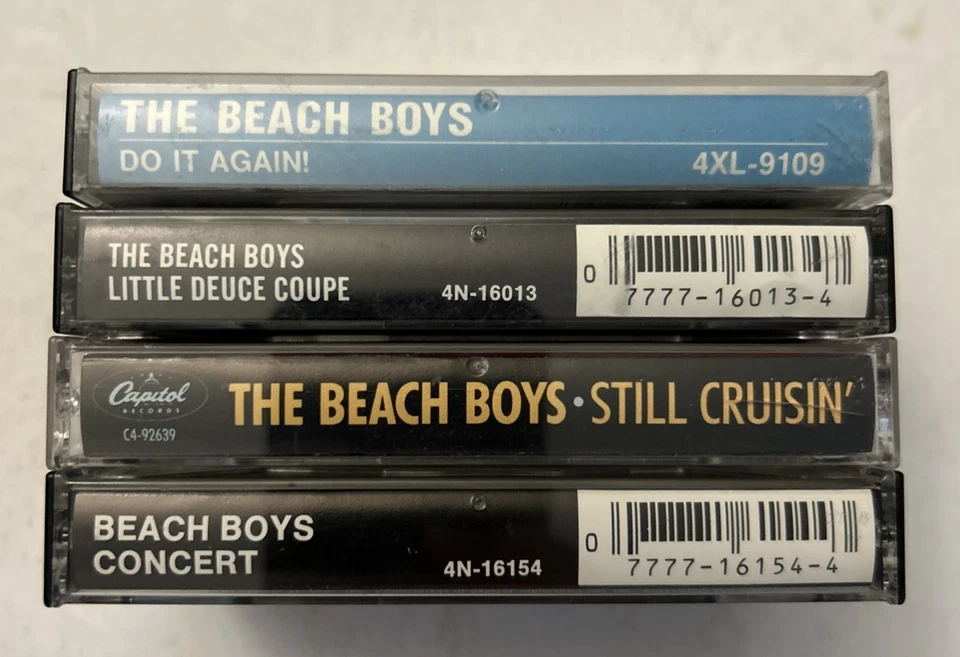 THE BEACH BOYS
DO IT AGAIN! 4XL-9109
THE BEACH BOYS
LITTLE DEUCE COUPE 4N-16013
0 7777-16013-4
Capitol
RECORDS
C4-92639
THE BEACH BOYS • STILL CRUISIN'
BEACH BOYS
CONCERT 4N-16154
0 7777-16154-4